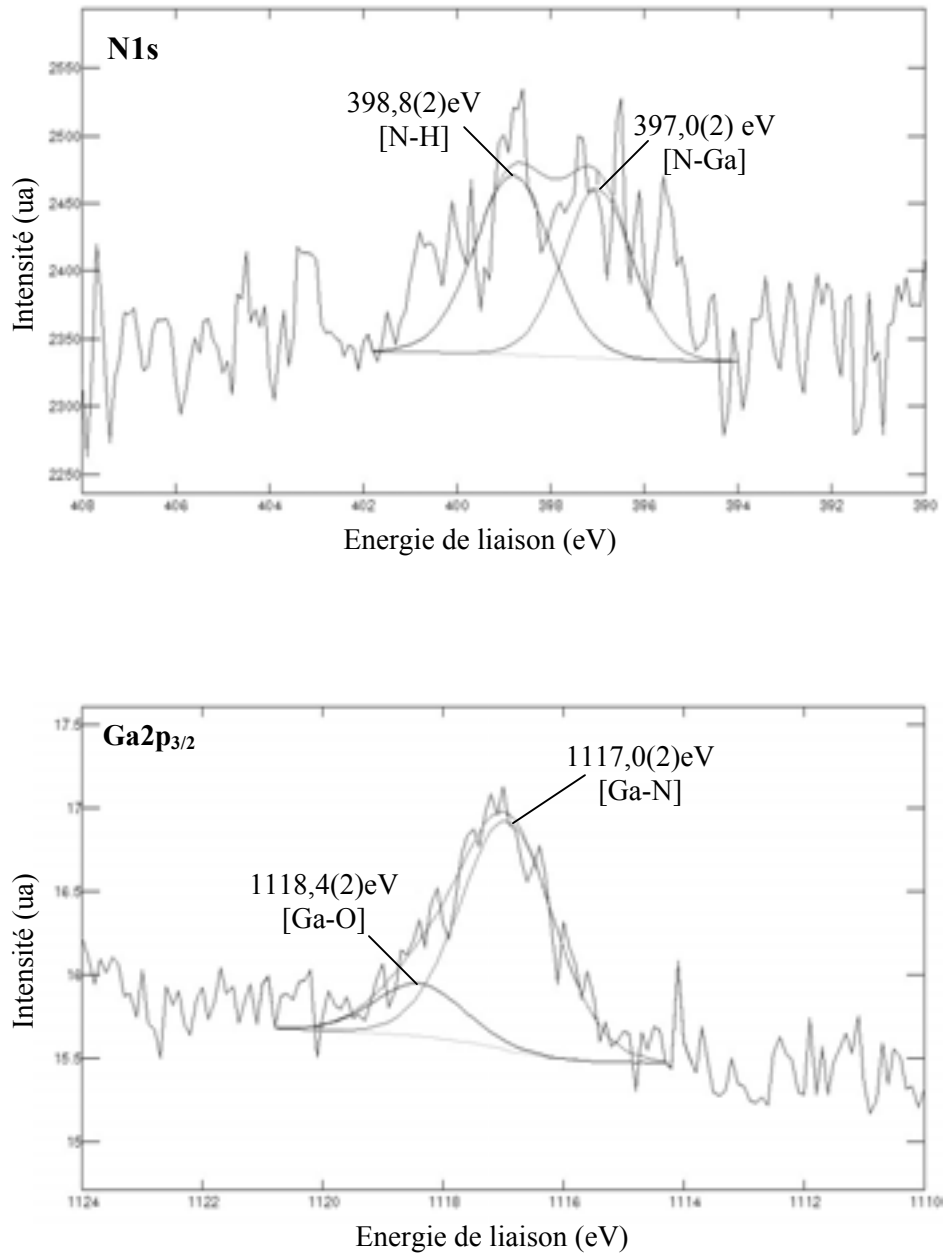 N1s
398,8(2)eV
[N-H]
397,0(2) eV
[N-Ga]
Intensité (ua)
2550
2500
2450
2400
2350
2300
2250
408 406 404 402 400 398 396 394 392 390
Energie de liaison (eV)
Ga2p3/2
1117,0(2)eV
[Ga-N]
1118,4(2)eV
[Ga-O]
Intensité (ua)
17.5
17
16.5
16
15.5
15
1124 1122 1120 1118 1116 1114 1112 1110
Energie de liaison (eV)